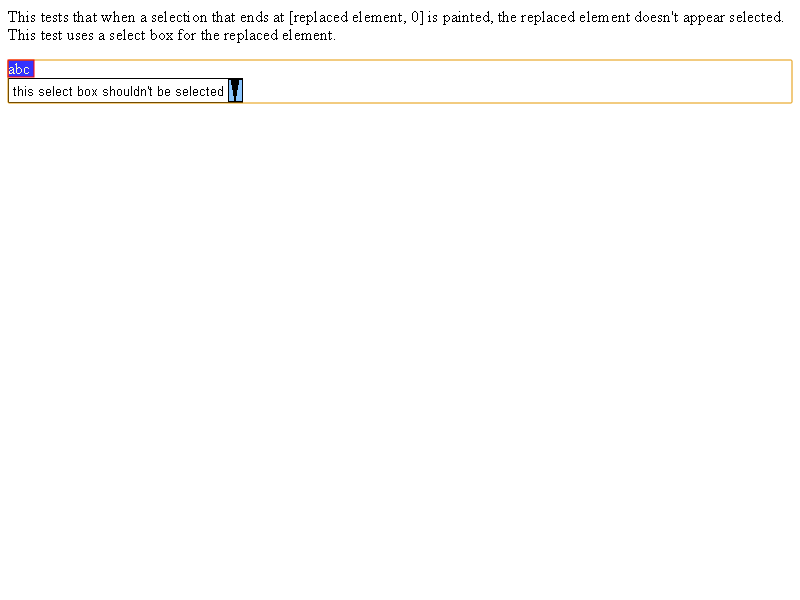 This tests that when a selection that ends at [replaced element, 0] is painted, the replaced element doesn't appear selected.
This test uses a select box for the replaced element.
abc
this select box shouldn't be selected